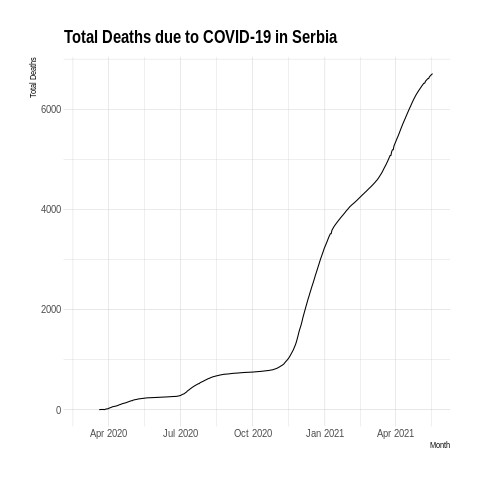 Total Deaths due to COVID-19 in Serbia
Total Deaths
6000
4000
2000
0
Apr 2020 Jul 2020 Oct 2020 Jan 2021 Apr 2021
Month